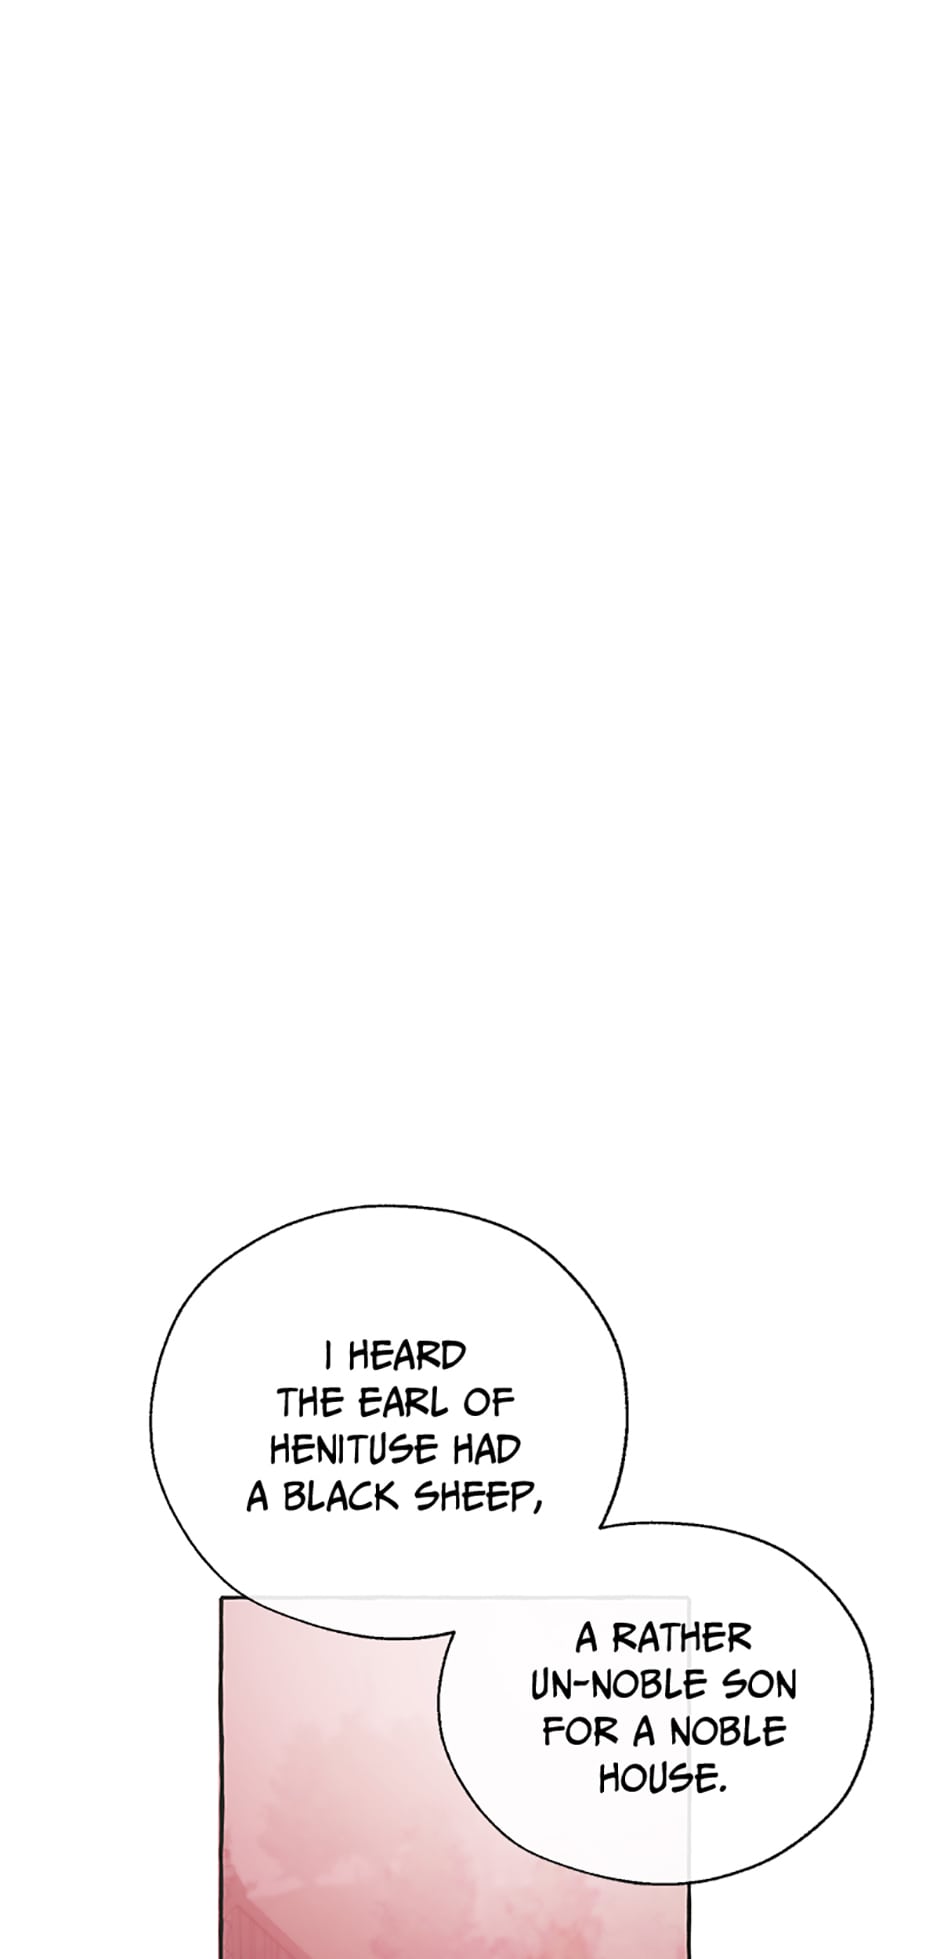 I HEARD
THE EARL OF
HENITUSE HAD
A BLACK SHEEP,
A RATHER
UN-NOBLE SON
FOR A NOBLE
HOUSE.